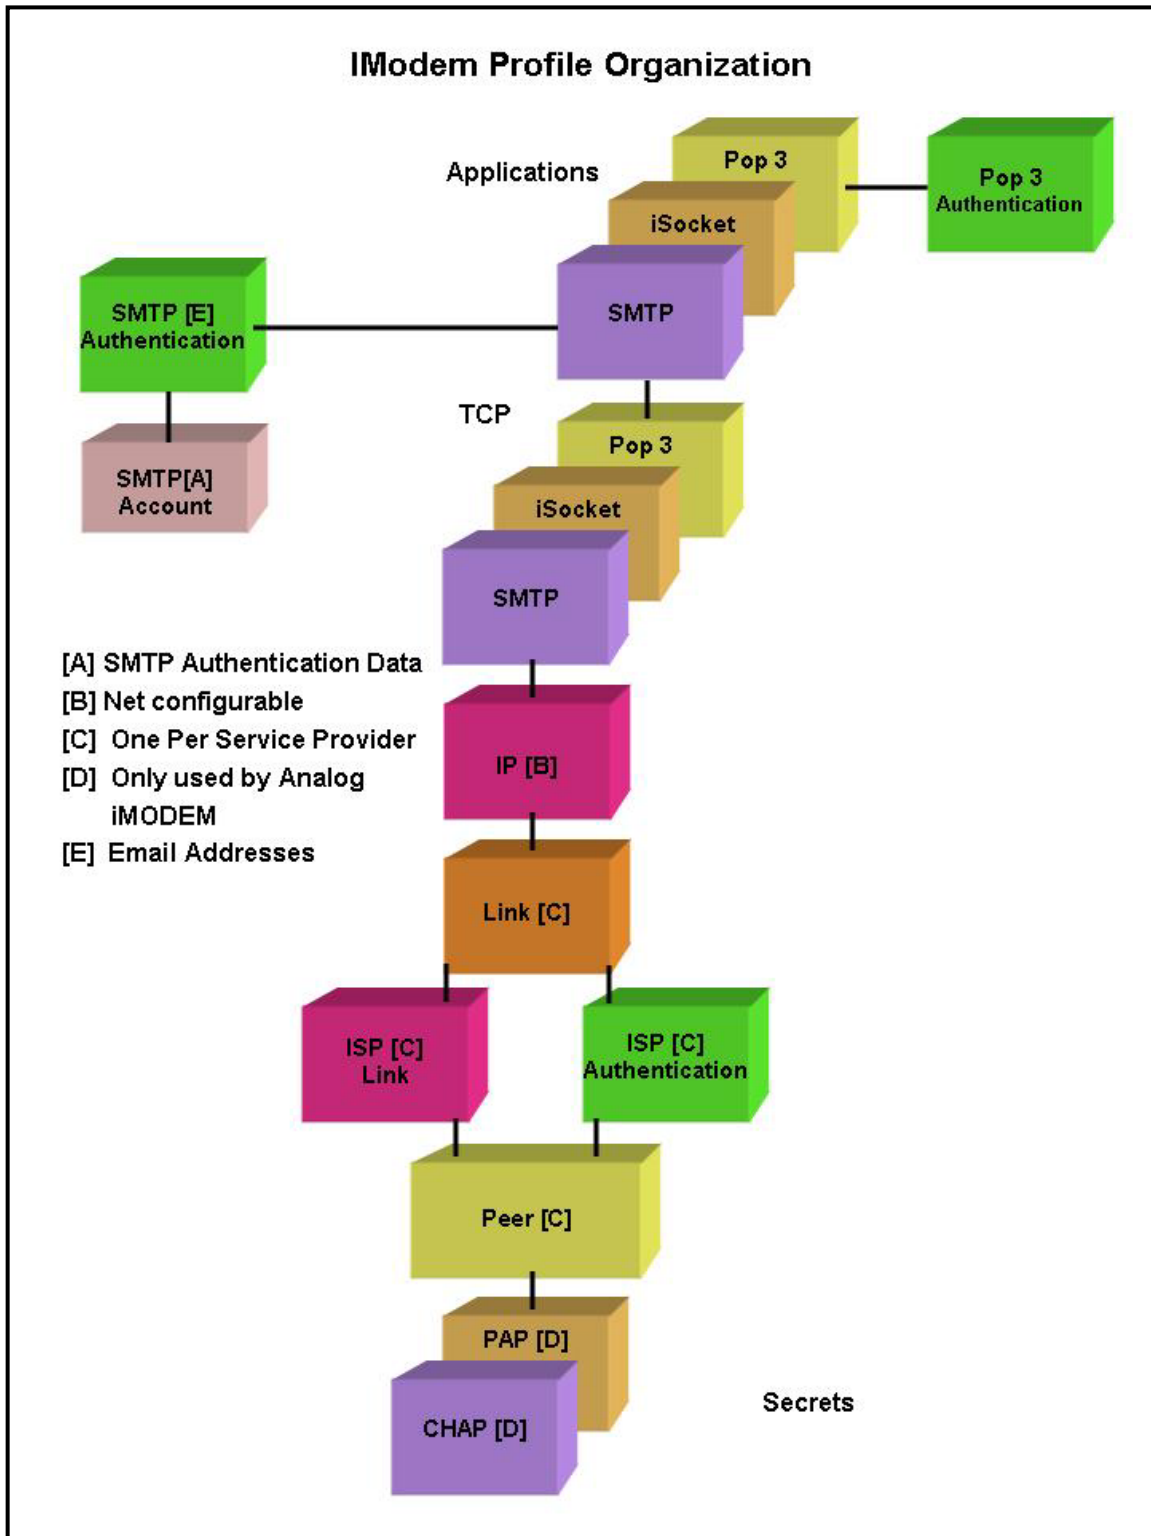 IModem Profile Organization
Applications
Pop 3
Pop 3
Authentication
iSocket
SMTP
SMTP [E]
Authentication
TCP
Pop 3
SMTP[A]
Account
iSocket
SMTP
[A] SMTP Authentication Data
[B] Net configurable
[C] One Per Service Provider
[D] Only used by Analog
iMODEM
[E] Email Addresses
IP [B]
Link [C]
ISP [C]
Link
ISP [C]
Authentication
Peer [C]
PAP [D]
CHAP [D]
Secrets